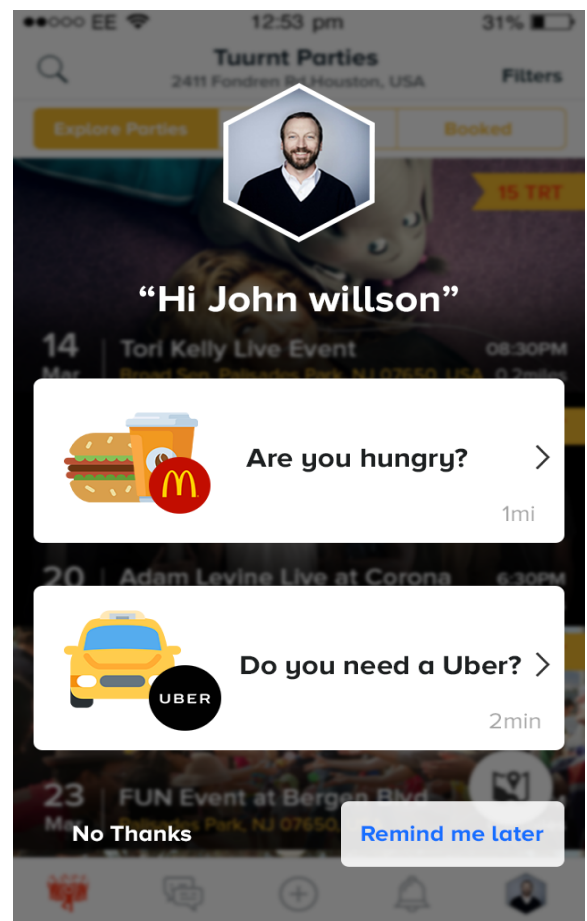 EE 12:53 pm 31%
Tuurnt Parties
2411 Fondren Rd Houston, USA
Filters
Explore Parties
Booked
15 TRT
“Hi John willson”
14
Mar
Tori Kelly Live Event
08:30PM
Broad Sen, Palisades Park, NJ 07650, USA
0.2miles
Are you hungry?
1mi
20
Adam Levine Live at Corona
6:30PM
Do you need a Uber?
UBER
2min
23
FUN Event at Bergen Blvd
Palisades Park, NJ 07650
No Thanks
Remind me later